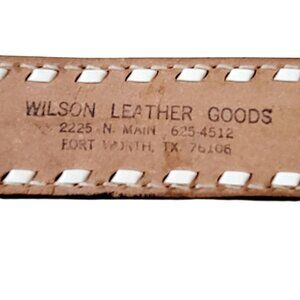 WILSON LEATHER GOODS
2225 N. MAIN 625-4512
FORT WORTH, TX. 76106